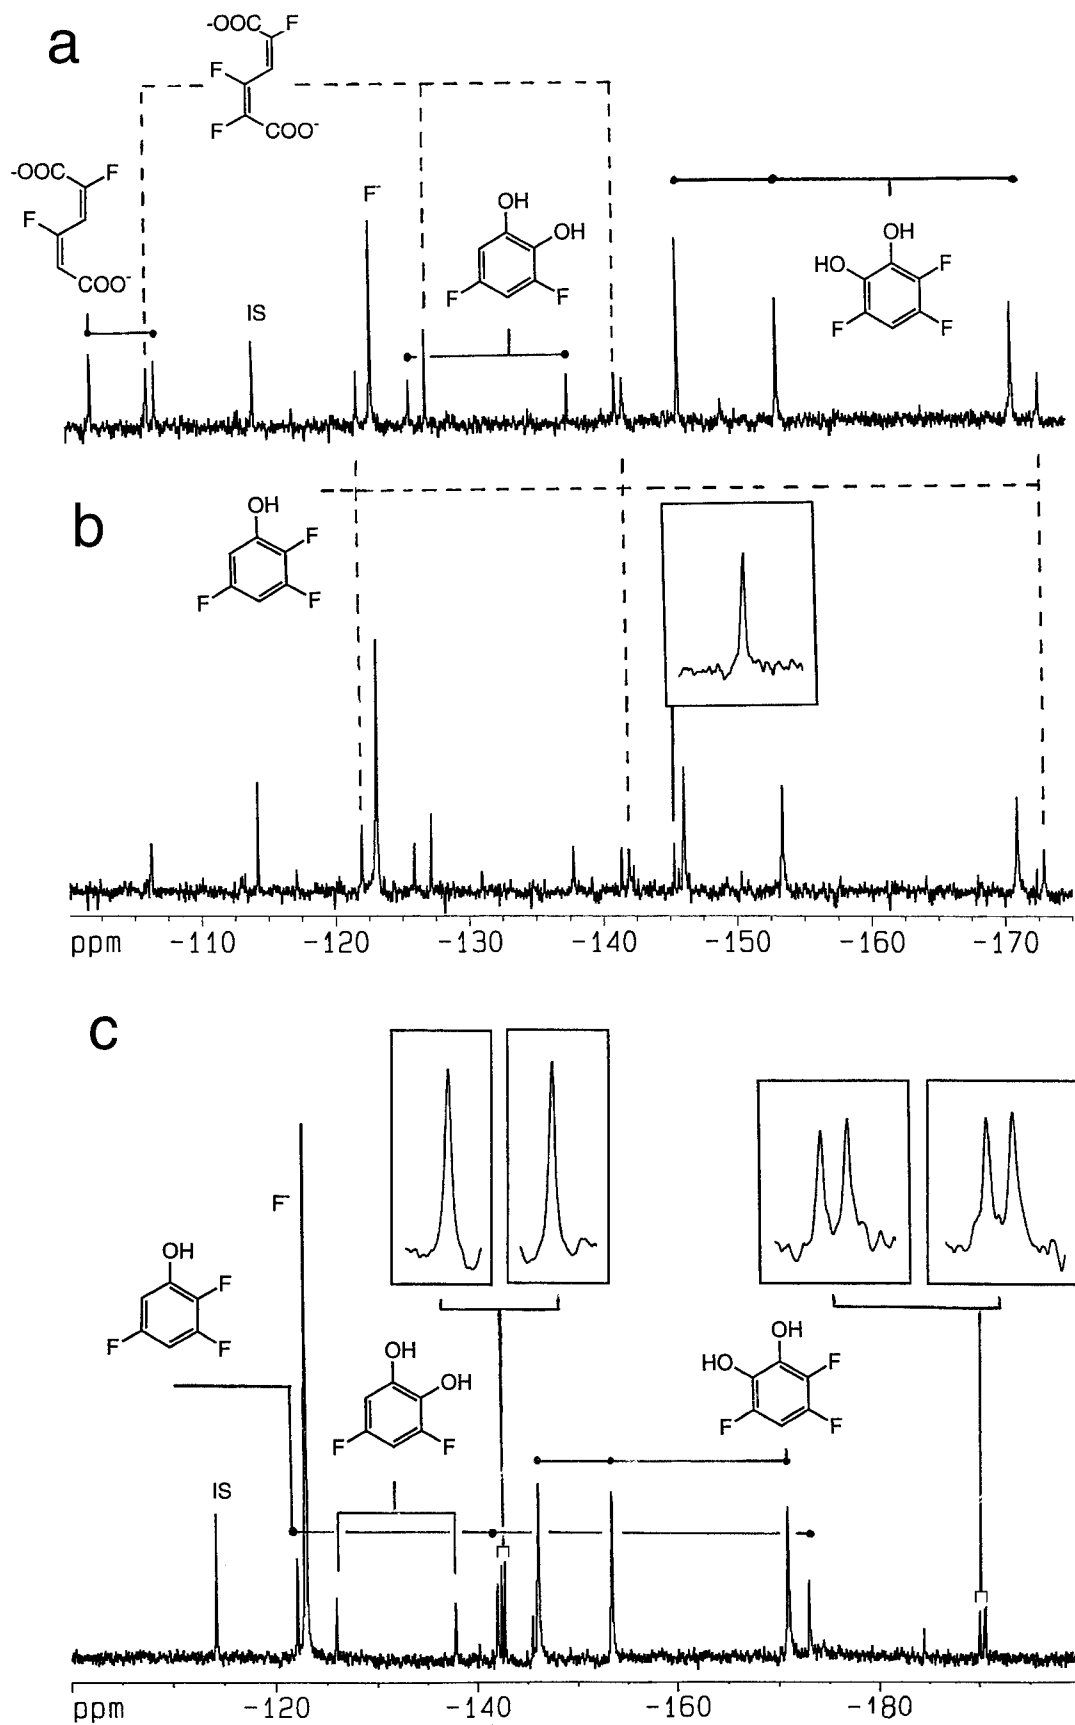 a
-OOC F
F
F COO-
-OOC F
F
COO-
IS
F-
OH
OH
F F
OH
HO F
F F
b
OH
F
F F
ppm -110 -120 -130 -140 -150 -160 -170
c
F-
OH
F
F F
IS
OH
OH
F F
OH
HO F
F F
ppm -120 -140 -160 -180